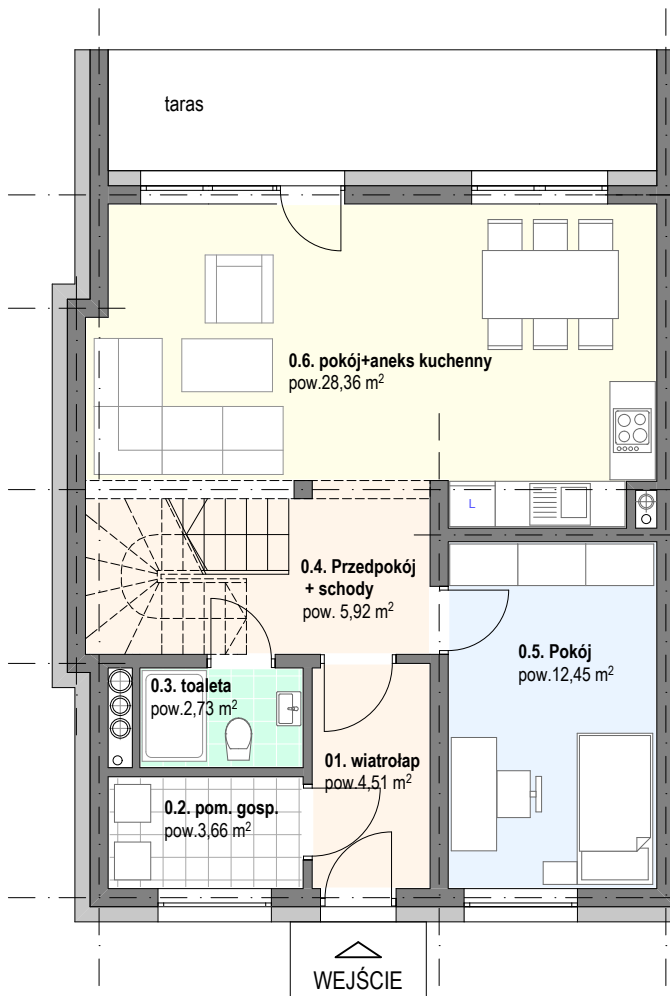 taras
0.6. pokój+aneks kuchenny
pow.28,36 m²
L
0.4. Przedpokój
+ schody
pow. 5,92 m²
0.5. Pokój
pow.12,45 m²
0.3. toaleta
pow.2,73 m²
01. wiatrołap
pow.4,51 m²
0.2. pom. gosp.
pow.3,66 m²
WEJŚCIE